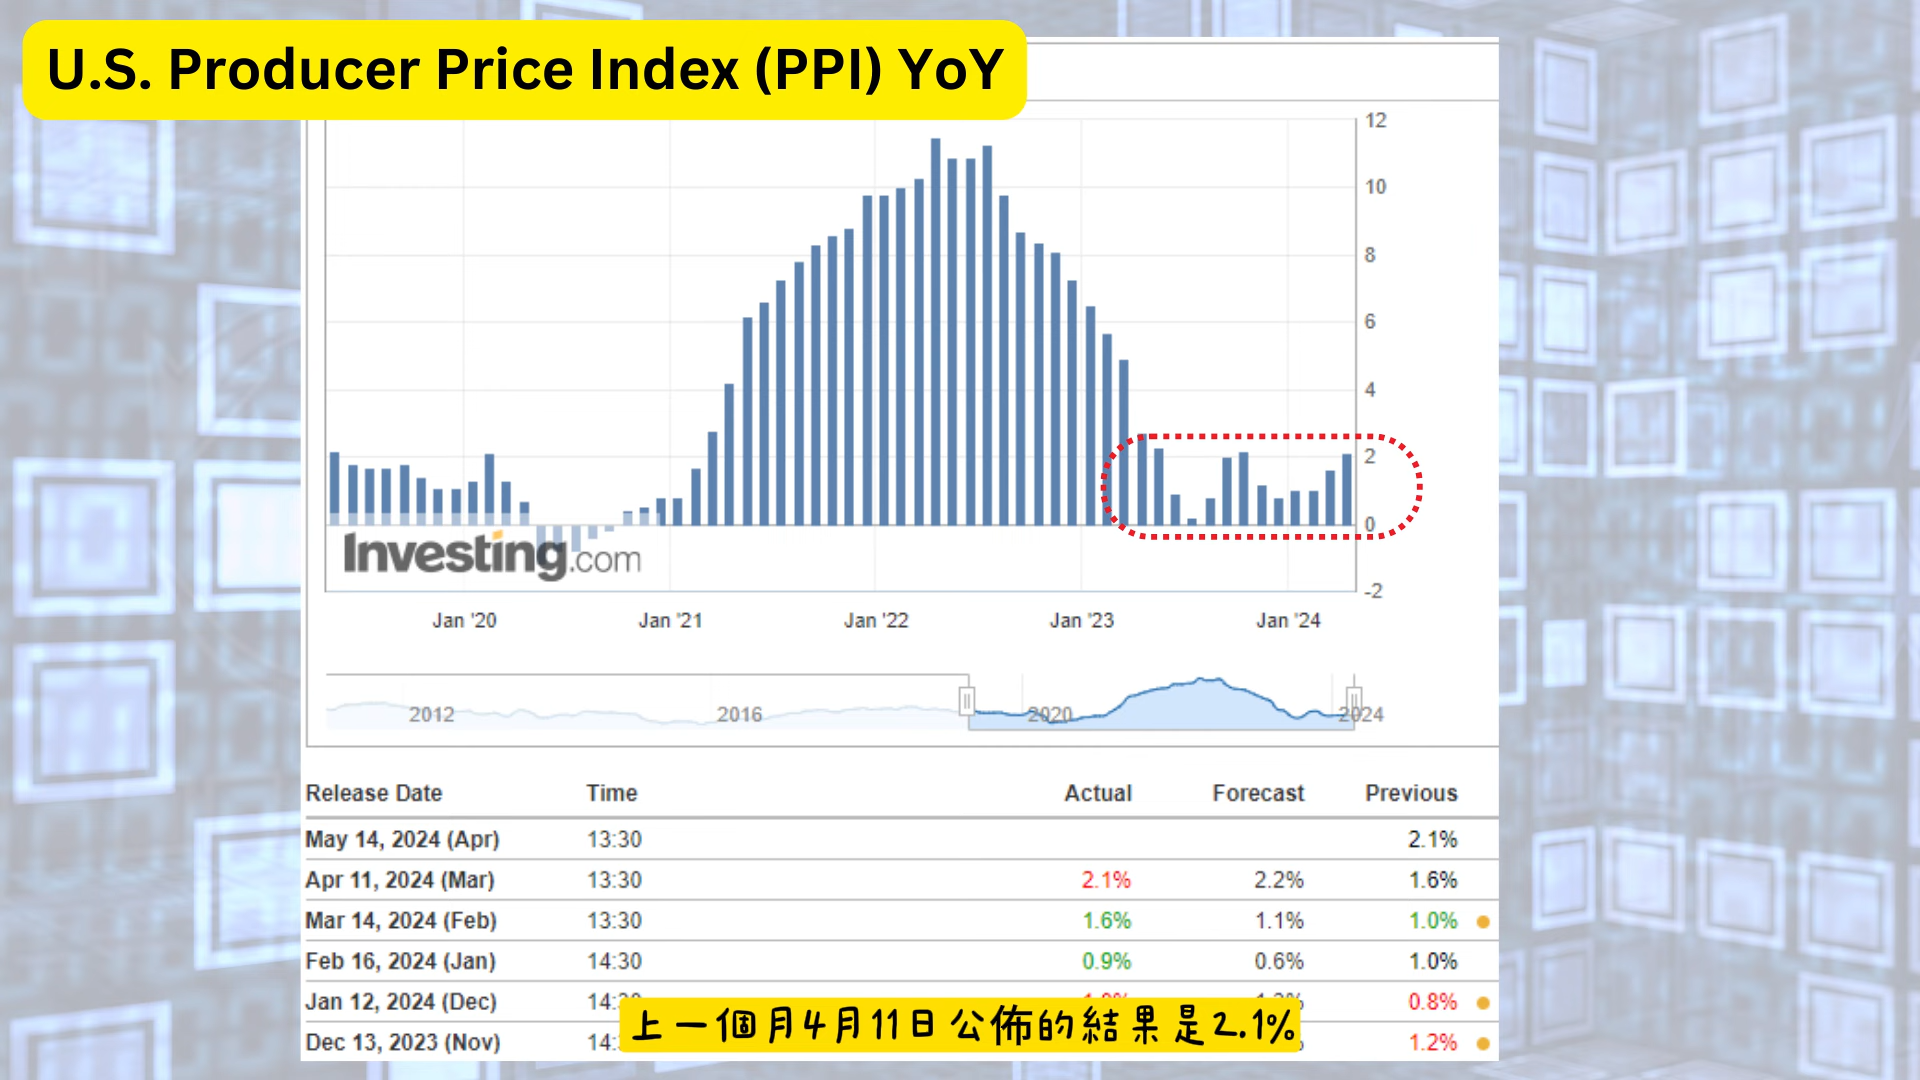 U.S. Producer Price Index (PPI) YoY
12
10
8
6
4
2
0
-2
Investing.com
Jan '20 Jan '21 Jan '22 Jan '23 Jan '24
2012 2016 2020 2024
Release Date Time Actual Forecast Previous
May 14, 2024 (Apr) 13:30 2.1%
Apr 11, 2024 (Mar) 13:30 2.1% 2.2% 1.6%
Mar 14, 2024 (Feb) 13:30 1.6% 1.1% 1.0%
Feb 16, 2024 (Jan) 14:30 0.9% 0.6% 1.0%
Jan 12, 2024 (Dec) 0.8%
Dec 13, 2023 (Nov) 1.2%
上一個月4月11日公佈的結果是2.1%